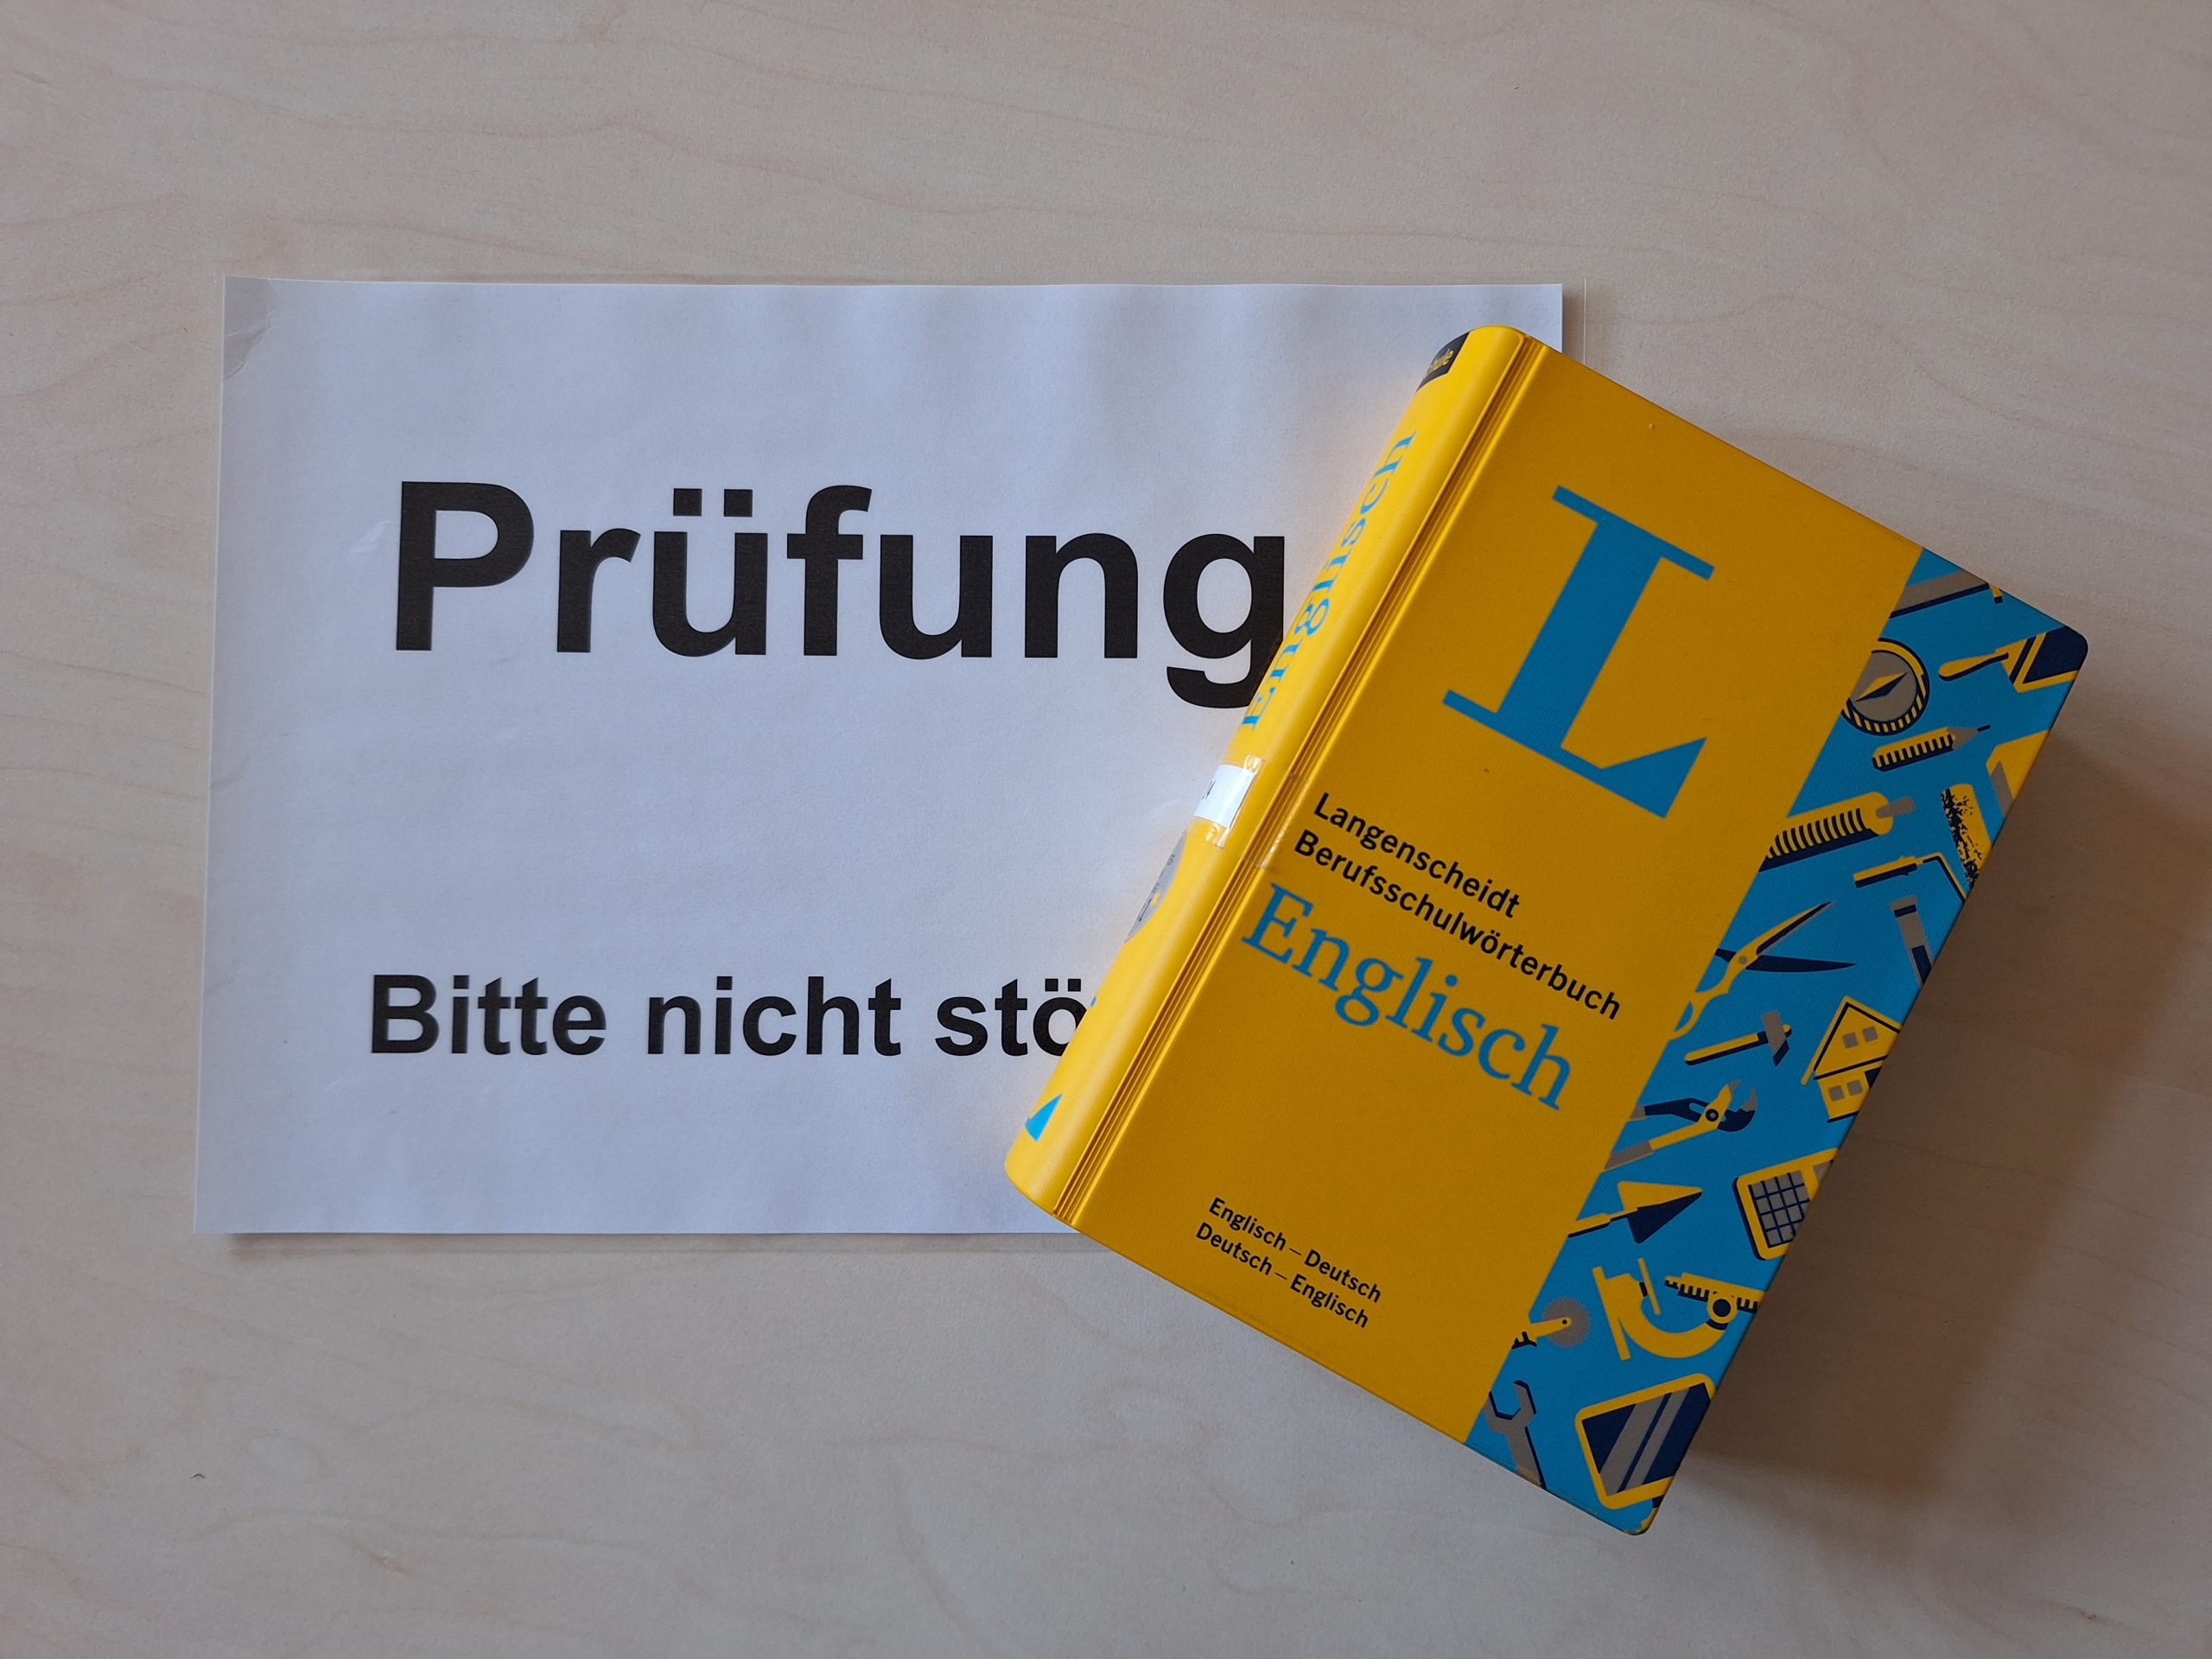 Prüfung
Bitte nicht stö
Englisch
L
Langenscheidt
Berufsschulwörterbuch
Englisch
Englisch – Deutsch
Deutsch – Englisch